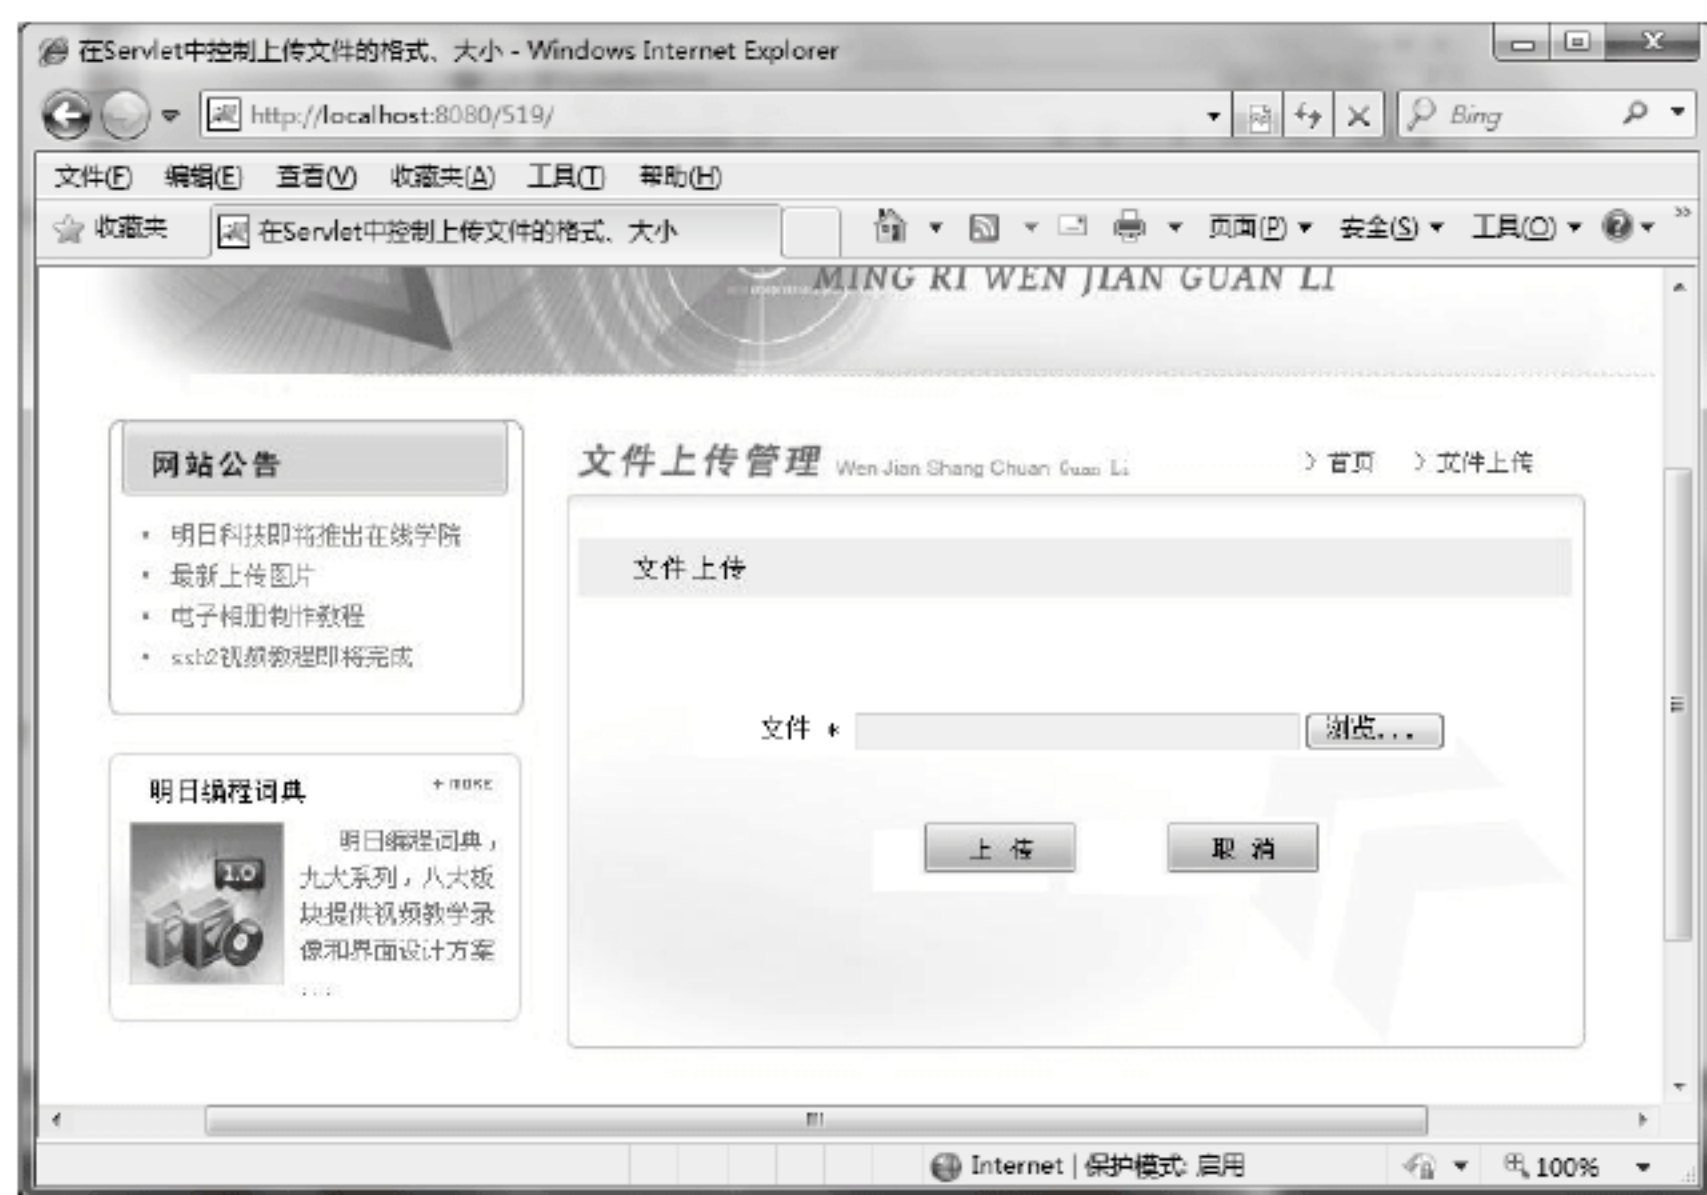 在Servlet中控制上传文件的格式、大小 - Windows Internet Explorer
http://localhost:8080/519/
Bing
文件(F) 编辑(E) 查看(V) 收藏夹(A) 工具(T) 帮助(H)
收藏夹 在Servlet中控制上传文件的格式、大小 页面(P) 安全(S) 工具(O)
MING RI WEN JIAN GUAN LI
网站公告
明日科技即将推出在线学院
最新上传图片
电子相册制作教程
ssh2视频教程即将完成
明日编程词典 + MORE
1.0
明日编程词典，
九大系列，八大板
块提供视频教学录
像和界面设计方案
...
文件上传管理 Wen Jian Shang Chuan Guan Li
> 首页 > 文件上传
文件上传
文件 * 浏览...
上 传 取 消
Internet | 保护模式: 启用 100%